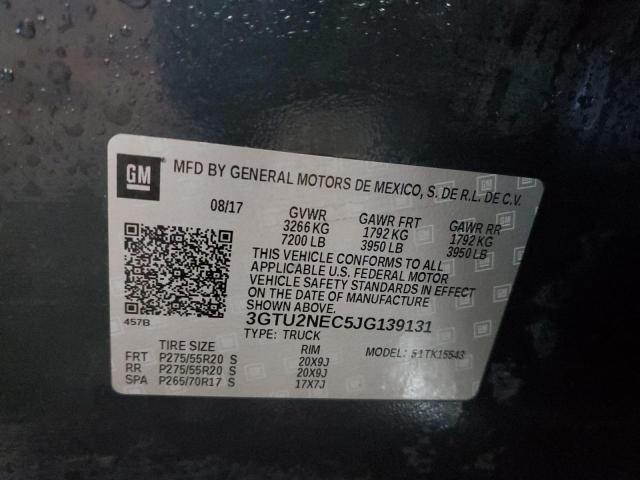 GM MFD BY GENERAL MOTORS DE MEXICO, S. DE R.L. DE C.V.
08/17 GVWR GAWR FRT GAWR RR
3266 KG 1792 KG 1792 KG
7200 LB 3950 LB 3950 LB
THIS VEHICLE CONFORMS TO ALL
APPLICABLE U.S. FEDERAL MOTOR
VEHICLE SAFETY STANDARDS IN EFFECT
ON THE DATE OF MANUFACTURE
457B 3GTU2NEC5JG139131
TYPE: TRUCK
TIRE SIZE RIM MODEL: S1TK15543
FRT P275/55R20 S 20X9J
RR P275/55R20 S 20X9J
SPA P265/70R17 S 17X7J